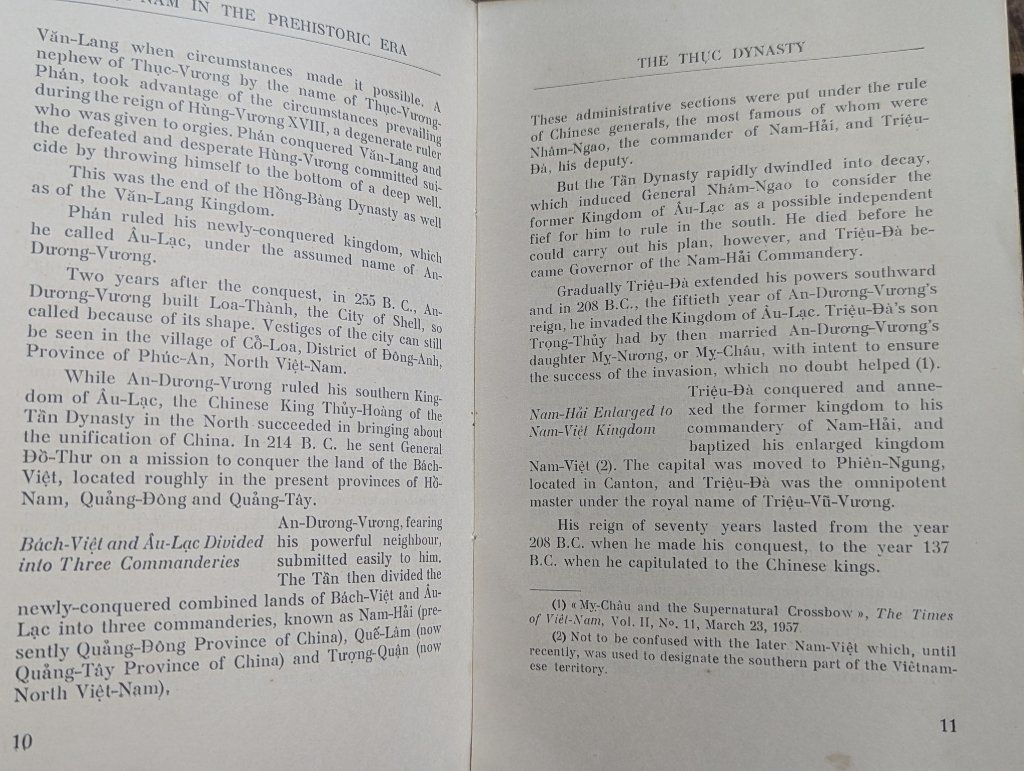 NAM IN THE PREHISTORIC ERA
Văn-Lang when circumstances made it possible. A
nephew of Thục-Vương by the name of Thục-Vương-
Phán, took advantage of the circumstances prevailing
during the reign of Hùng-Vương XVIII, a degenerate ruler
who was given to orgies. Phán conquered Văn-Lang and
the defeated and desperate Hùng-Vương committed sui-
cide by throwing himself to the bottom of a deep well.
This was the end of the Hồng-Bàng Dynasty as well
as of the Văn-Lang Kingdom.
Phán ruled his newly-conquered kingdom, which
he called Âu-Lạc, under the assumed name of An-
Dương-Vương.
Two years after the conquest, in 255 B. C., An-
Dương-Vương built Loa-Thành, the City of Shell, so
called because of its shape. Vestiges of the city can still
be seen in the village of Cồ-Loa, District of Đông-Anh,
Province of Phúc-An, North Việt-Nam.
While An-Dương-Vương ruled his southern King-
dom of Âu-Lạc, the Chinese King Thủy-Hoàng of the
Tần Dynasty in the North succeeded in bringing about
the unification of China. In 214 B. C. he sent General
Đồ-Thư on a mission to conquer the land of the Bách-
Việt, located roughly in the present provinces of Hồ-
Nam, Quảng-Đông and Quảng-Tây.
Bách-Việt and Âu-Lạc Divided
into Three Commanderies
An-Dương-Vương, fearing
his powerful neighbour,
submitted easily to him.
The Tần then divided the
newly-conquered combined lands of Bách-Việt and Âu-
Lạc into three commanderies, known as Nam-Hải (pre-
sently Quảng-Đông Province of China), Quế-Lâm (now
Quảng-Tây Province of China) and Tượng-Quận (now
North Việt-Nam),
10
THE THỤC DYNASTY
These administrative sections were put under the rule
of Chinese generals, the most famous of whom were
Nhâm-Ngao, the commander of Nam-Hải, and Triệu-
Đà, his deputy.
But the Tần Dynasty rapidly dwindled into decay,
which induced General Nhâm-Ngao to consider the
former Kingdom of Âu-Lạc as a possible independent
fief for him to rule in the south. He died before he
could carry out his plan, however, and Triệu-Đà be-
came Governor of the Nam-Hải Commandery.
Gradually Triệu-Đà extended his powers southward
and in 208 B.C., the fiftieth year of An-Dương-Vương's
reign, he invaded the Kingdom of Âu-Lạc. Triệu-Đà's son
Trọng-Thủy had by then married An-Dương-Vương's
daughter Mỵ-Nương, or Mỵ-Châu, with intent to ensure
the success of the invasion, which no doubt helped (1).
Nam-Hải Enlarged to
Nam-Việt Kingdom
Triệu-Đà conquered and anne-
xed the former kingdom to his
commandery of Nam-Hải, and
baptized his enlarged kingdom
Nam-Việt (2). The capital was moved to Phiên-Ngung,
located in Canton, and Triệu-Đà was the omnipotent
master under the royal name of Triệu-Vũ-Vương.
His reign of seventy years lasted from the year
208 B.C. when he made his conquest, to the year 137
B.C. when he capitulated to the Chinese kings.
(1) « Mỵ-Châu and the Supernatural Crossbow », The Times
of Việt-Nam, Vol. II, No. 11, March 23, 1957.
(2) Not to be confused with the later Nam-Việt which, until
recently, was used to designate the southern part of the Viêtnam-
ese territory.
11